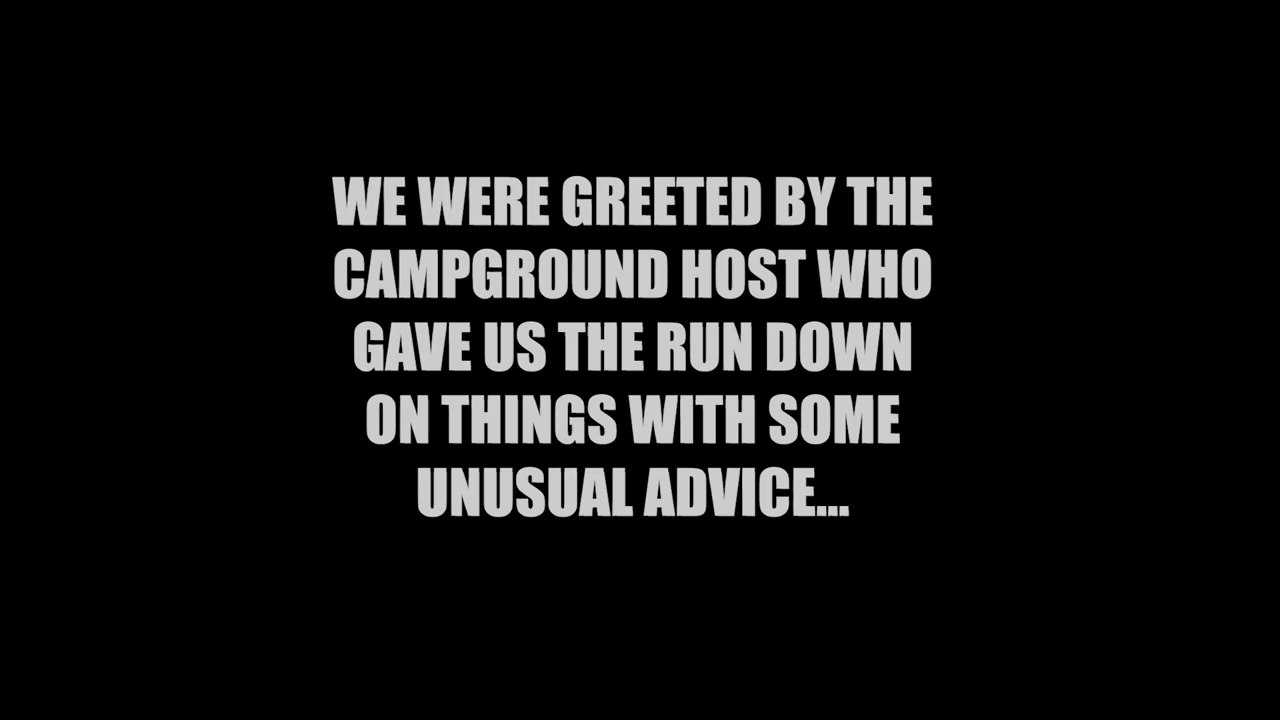 WE WERE GREETED BY THE
CAMPGROUND HOST WHO
GAVE US THE RUN DOWN
ON THINGS WITH SOME
UNUSUAL ADVICE...